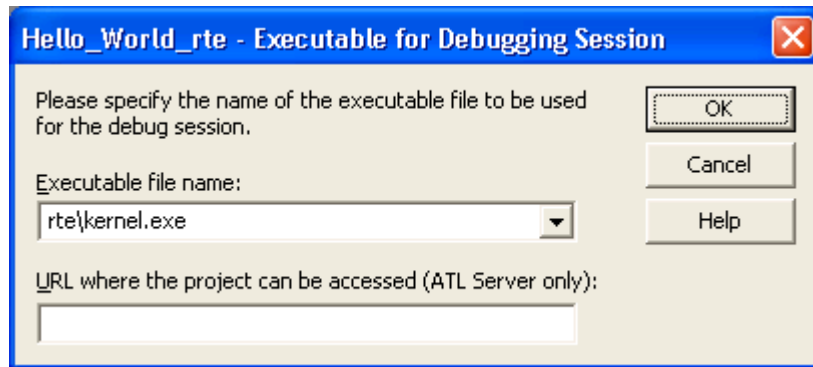 Hello_World_rte - Executable for Debugging Session
Please specify the name of the executable file to be used
for the debug session.
OK
Cancel
Executable file name:
rte\kernel.exe
Help
URL where the project can be accessed (ATL Server only):